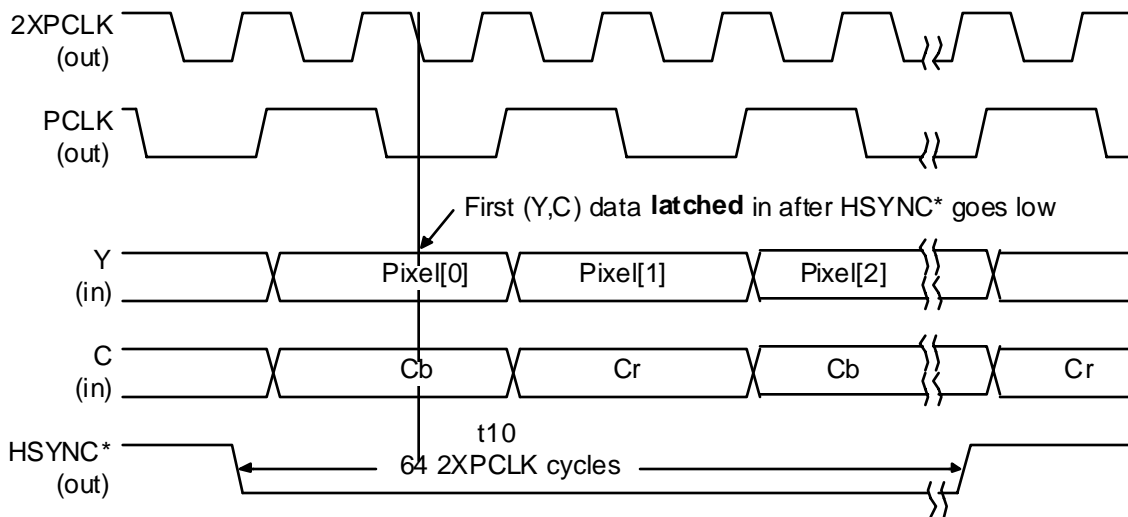 2XPCLK
(out)
PCLK
(out)
First (Y,C) data latched in after HSYNC* goes low
Y
(in)
Pixel[0]
Pixel[1]
Pixel[2]
C
(in)
Cb
Cr
Cb
Cr
HSYNC*
(out)
t10
64 2XPCLK cycles